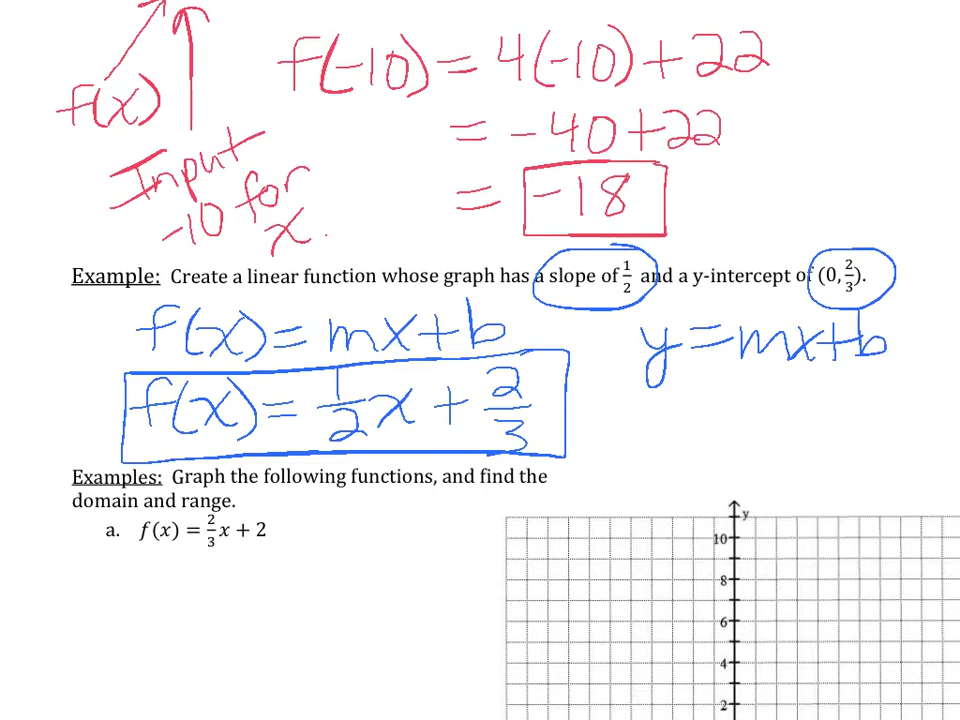 f(-10) = 4(-10) + 22
f(x)
= -40 + 22
Input
-10 for
x.
= -18
Example: Create a linear function whose graph has a slope of 1/2 and a y-intercept of (0, 2/3).
f(x) = mx + b
y = mx + b
f(x) = 1/2 x + 2/3
Examples: Graph the following functions, and find the
domain and range.
a. f(x) = 2/3 x + 2
y
10
8
6
4
2